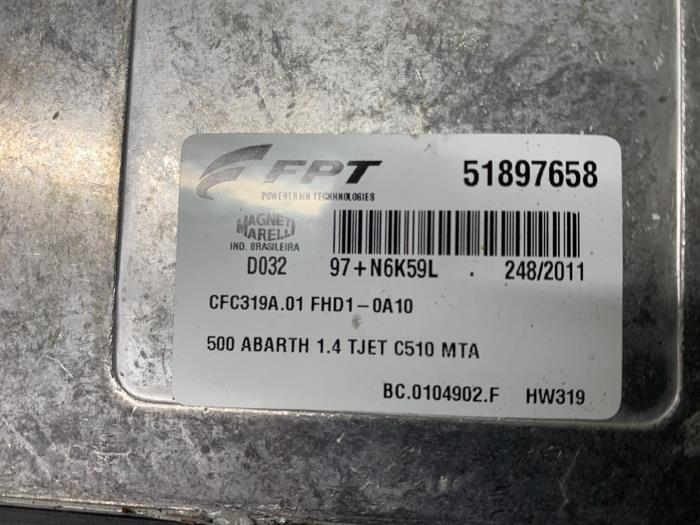 FPT 51897658
POWERTRAIN TECNHNOLOGIES
MAGNETI
MARELLI
IND. BRASILEIRA
D032 97+N6K59L . 248/2011
CFC319A.01 FHD1-0A10
500 ABARTH 1.4 TJET C510 MTA
BC.0104902.F HW319